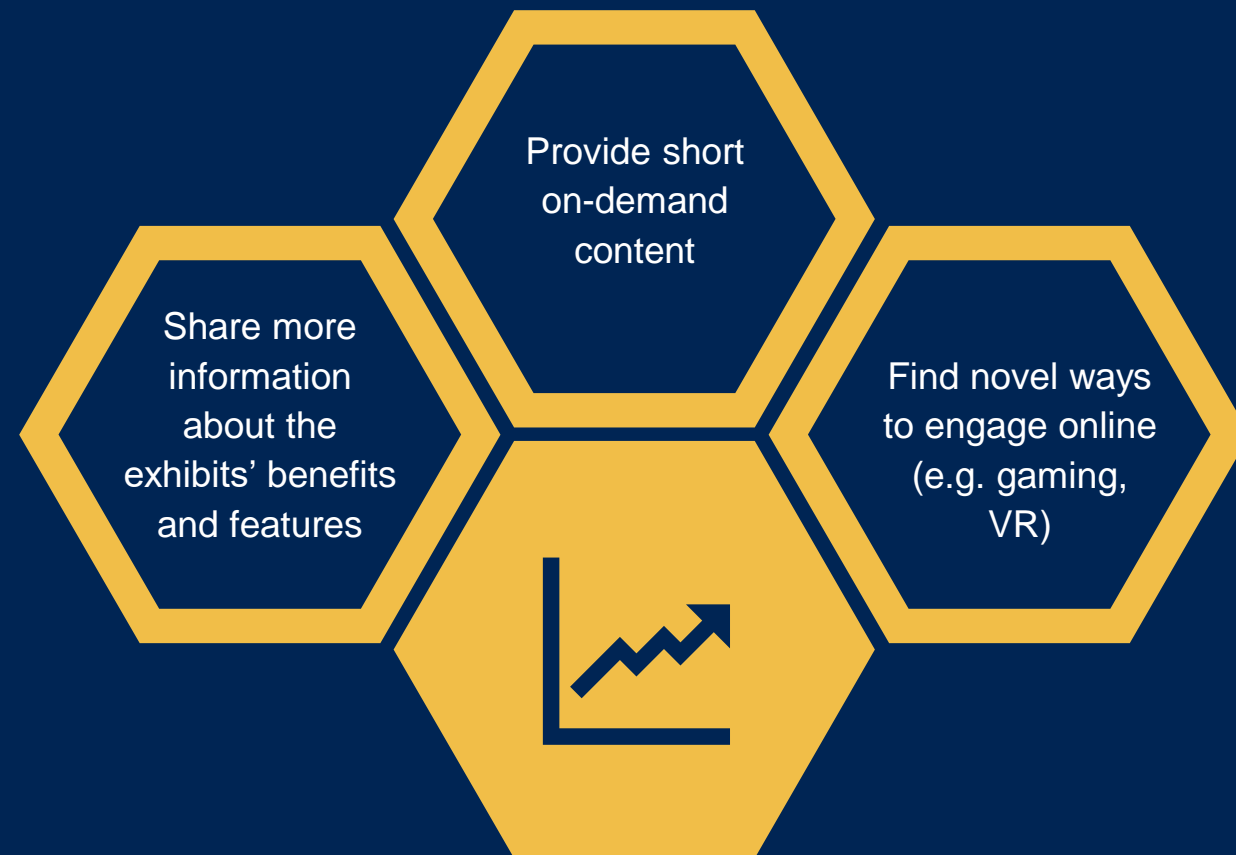 Provide short
on-demand
content
Share more
information
about the
exhibits’ benefits
and features
Find novel ways
to engage online
(e.g. gaming,
VR)